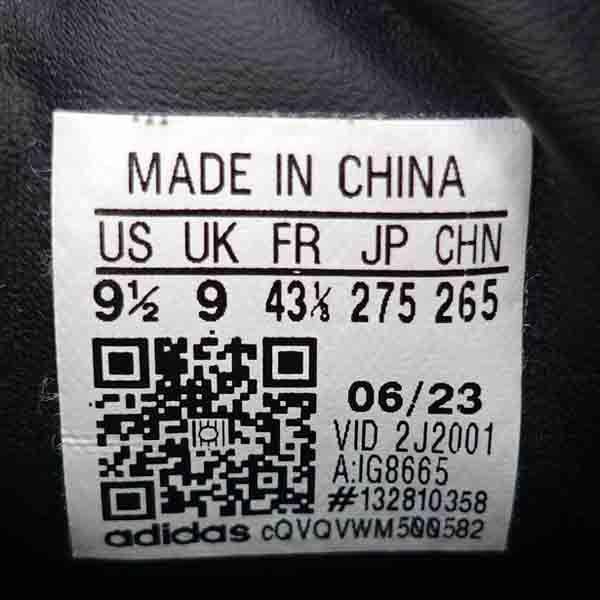 MADE IN CHINA
US UK FR JP CHN
9½ 9 43⅓ 275 265
06/23
VID 2J2001
A:IG8665
#132810358
adidas cQVQVWM500582